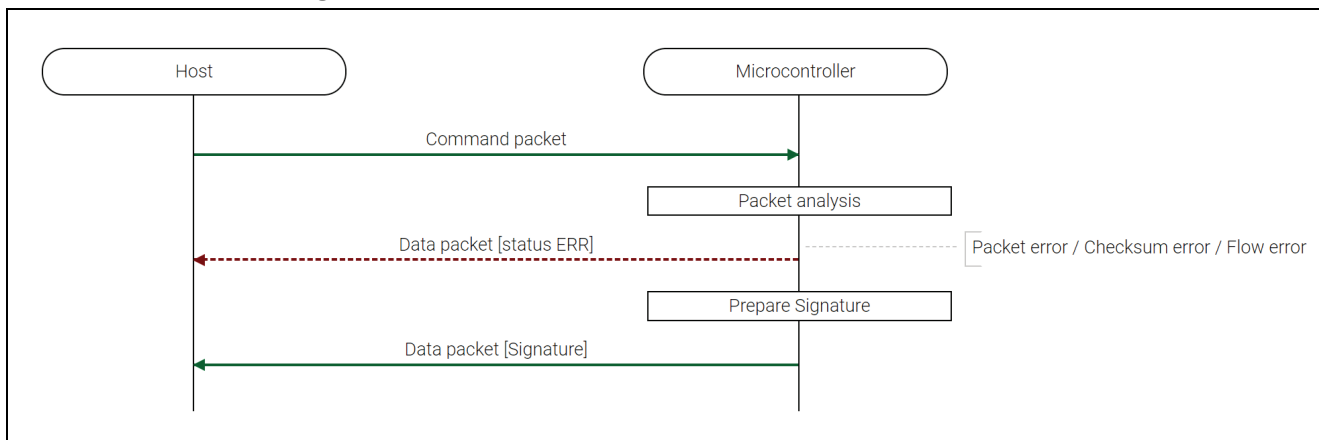 Host
Microcontroller
Command packet
Packet analysis
Data packet [status ERR]
Packet error / Checksum error / Flow error
Prepare Signature
Data packet [Signature]